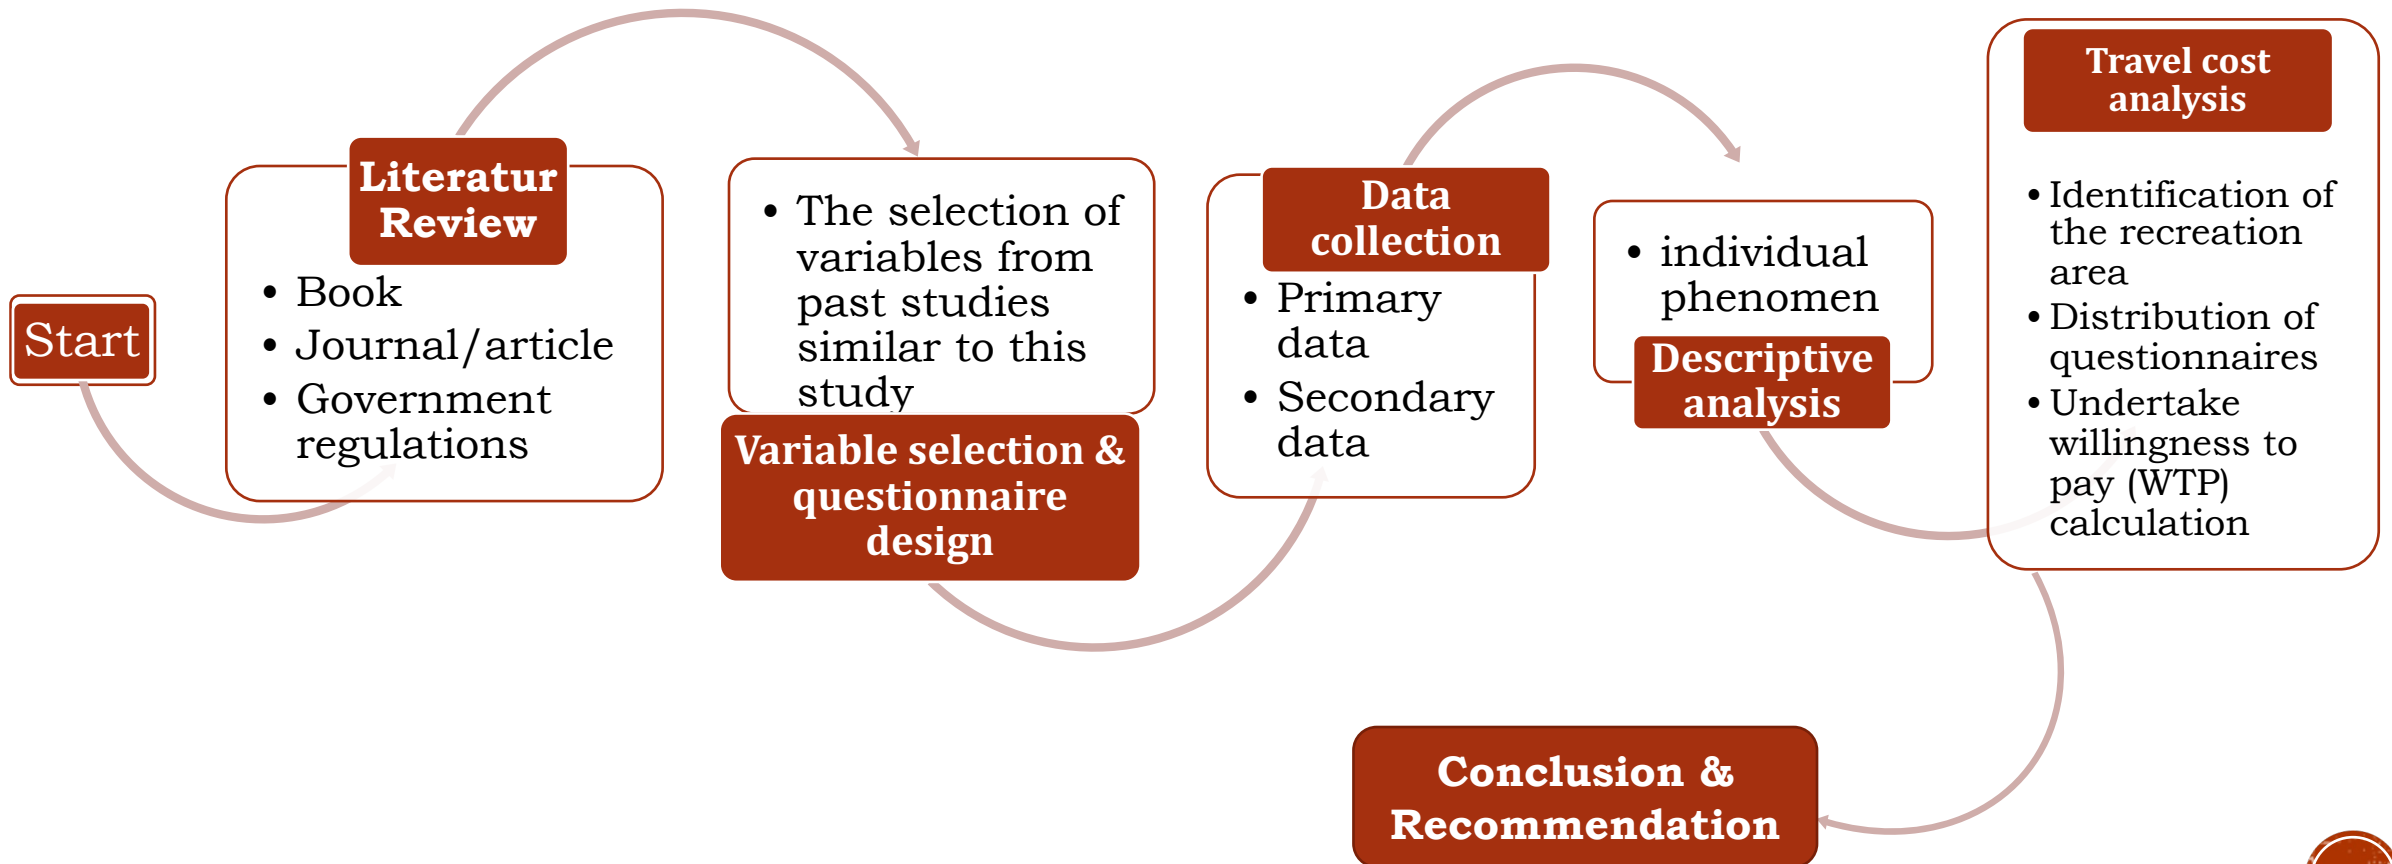 Start
Literatur
Review
• Book
• Journal/article
• Government
regulations
• The selection of
variables from
past studies
similar to this
study
Variable selection &
questionnaire
design
Data
collection
• Primary
data
• Secondary
data
• individual
phenomen
Descriptive
analysis
Travel cost
analysis
• Identification of
the recreation
area
• Distribution of
questionnaires
• Undertake
willingness to
pay (WTP)
calculation
Conclusion &
Recommendation